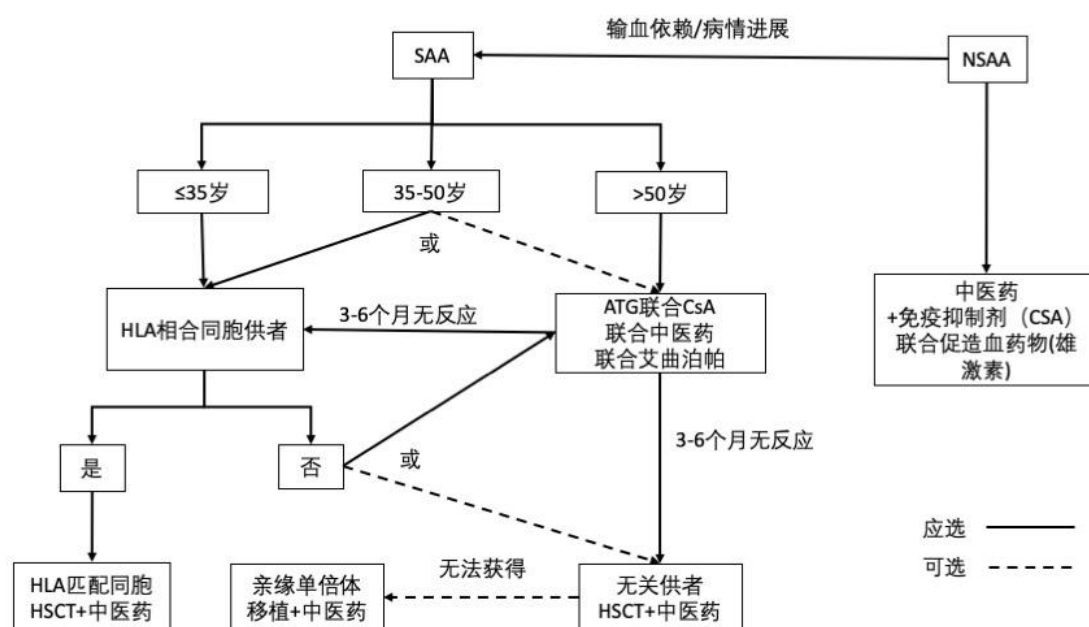 输血依赖/病情进展
SAA
NSAA
≤35岁
35-50岁
>50岁
或
HLA相合同胞供者
3-6个月无反应
ATG联合CsA
联合中医药
联合艾曲泊帕
中医药
+免疫抑制剂（CSA）
联合促造血药物(雄
激素)
是
否
或
3-6个月无反应
应选
可选
HLA匹配同胞
HSCT+中医药
亲缘单倍体
移植+中医药
无法获得
无关供者
HSCT+中医药